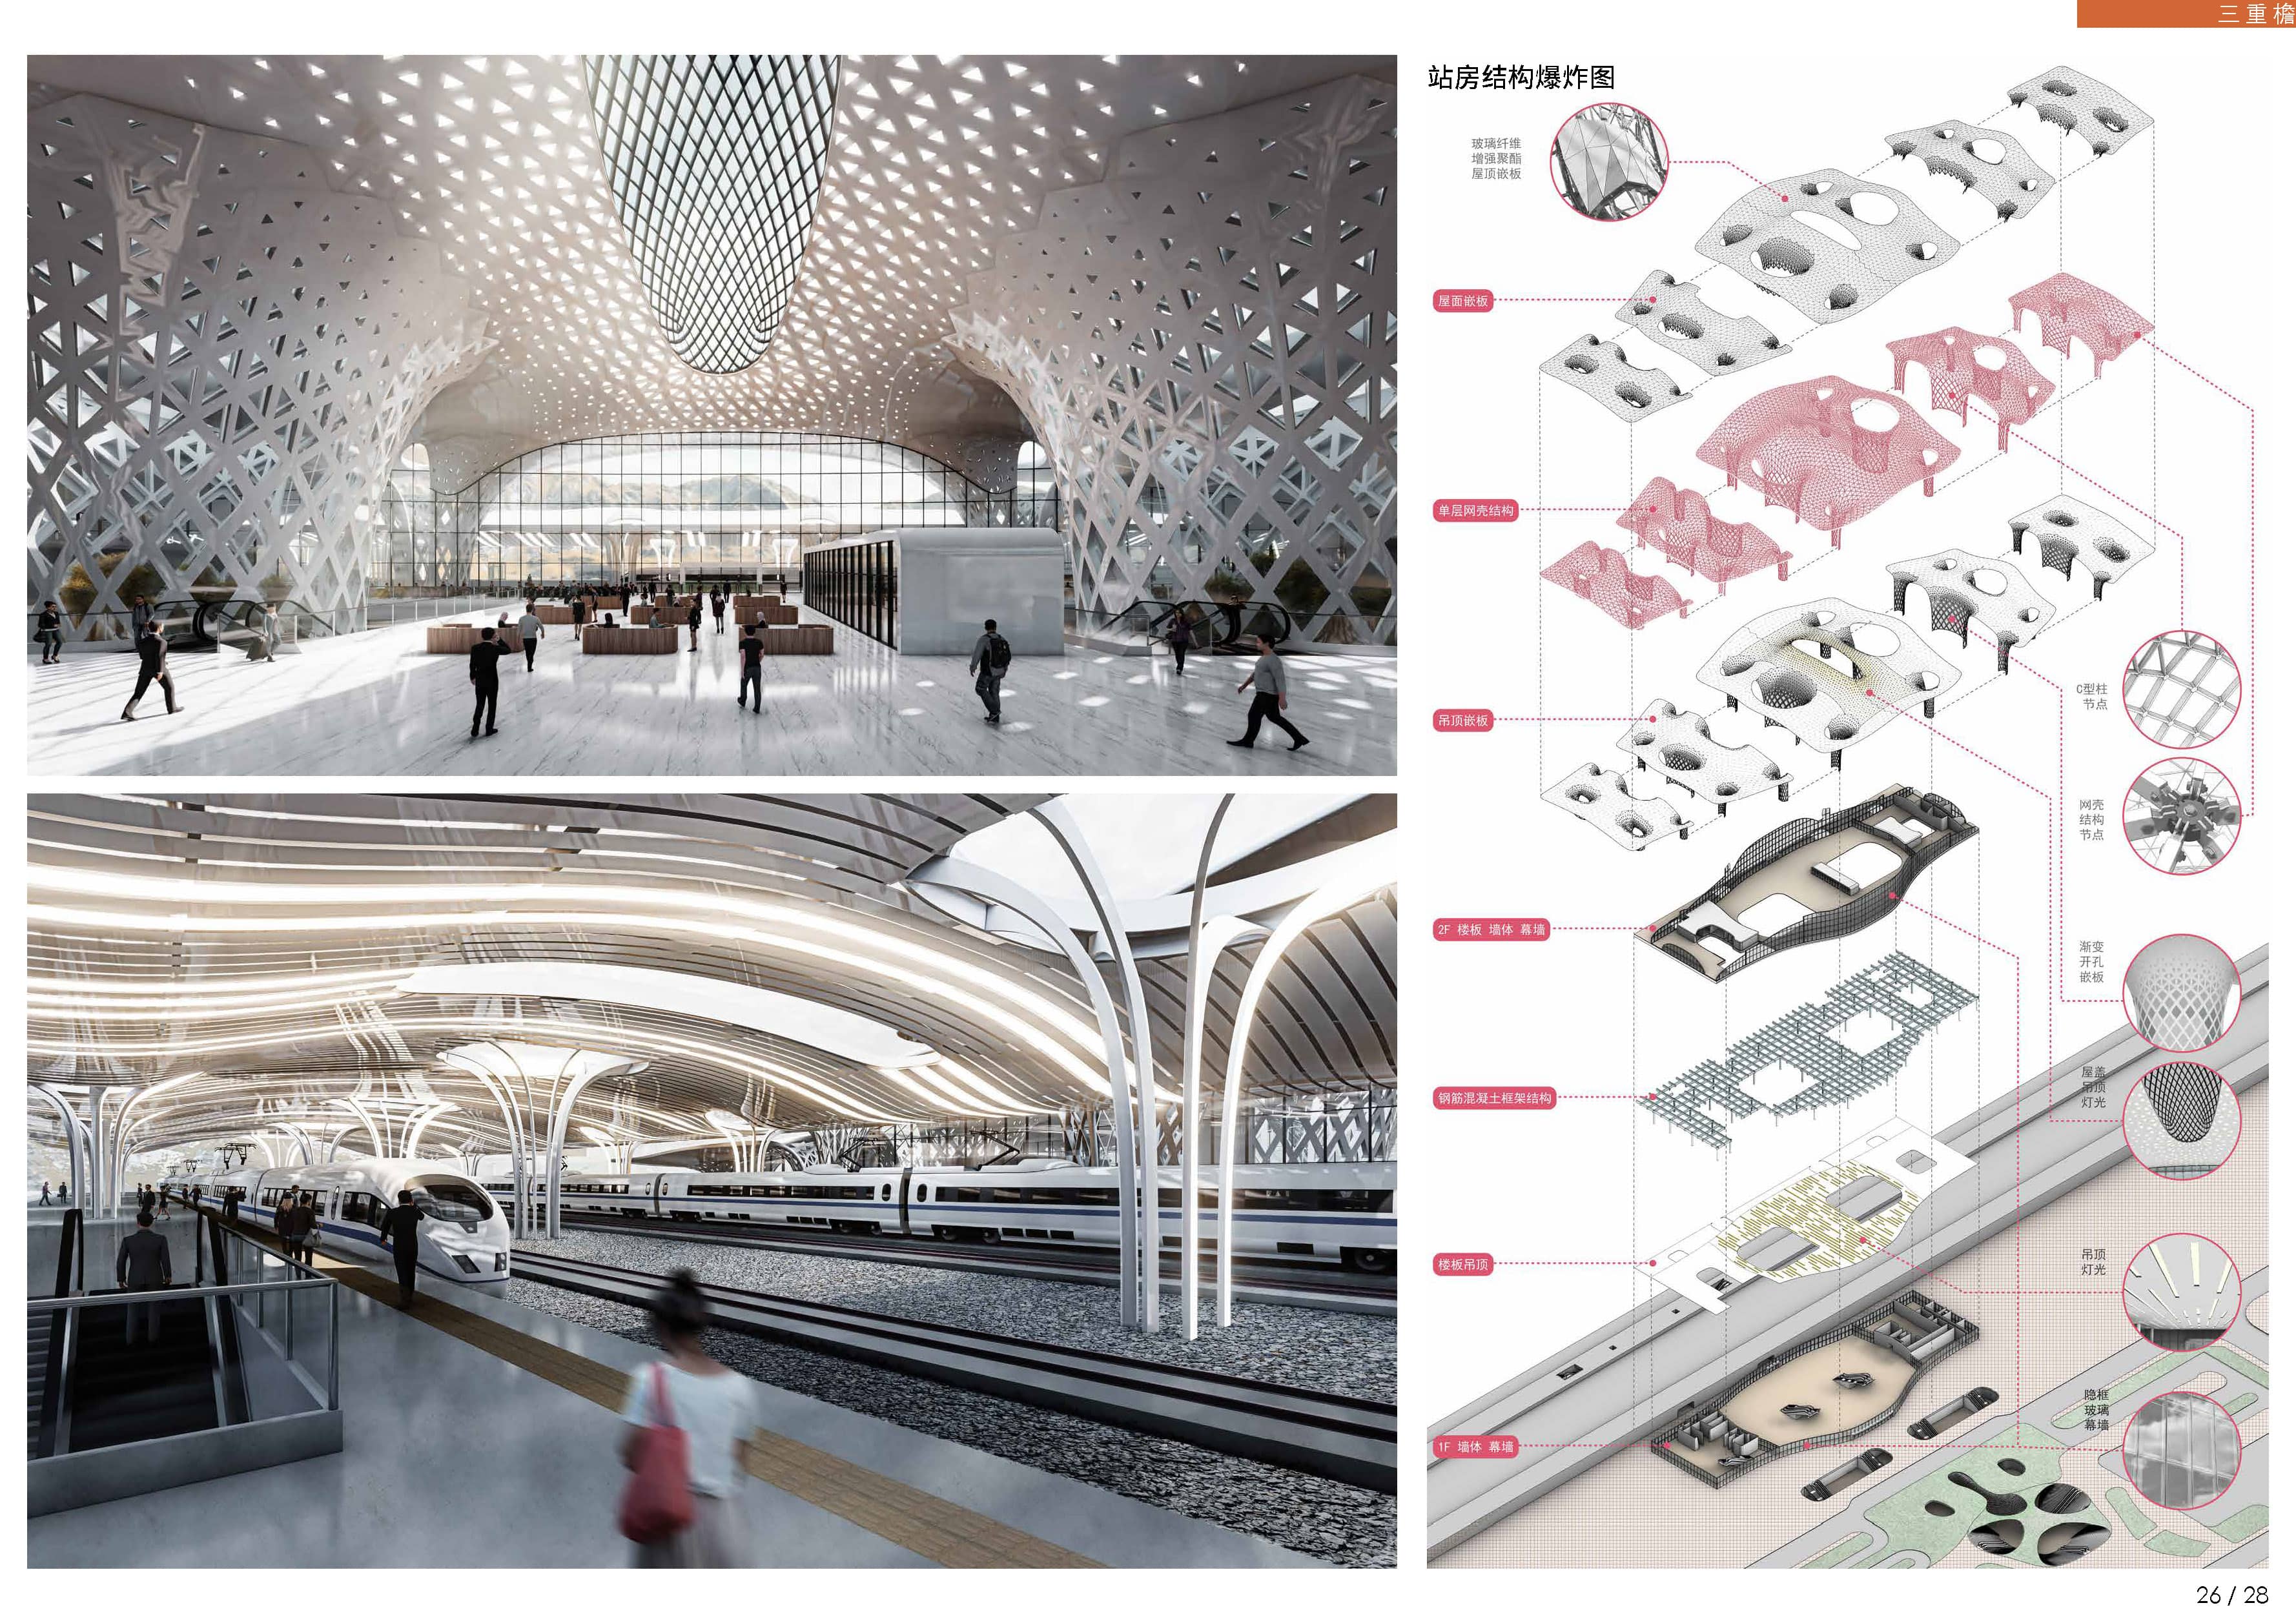 三重檐
站房结构爆炸图
玻璃纤维
增强聚酯
屋顶嵌板
屋面嵌板
单层网壳结构
C型柱
节点
吊顶嵌板
网壳
结构
节点
2F 楼板 墙体 幕墙
渐变
开孔
嵌板
屋盖
吊顶
灯光
钢筋混凝土框架结构
吊顶
灯光
楼板吊顶
隐框
玻璃
幕墙
1F 墙体 幕墙
26 / 28